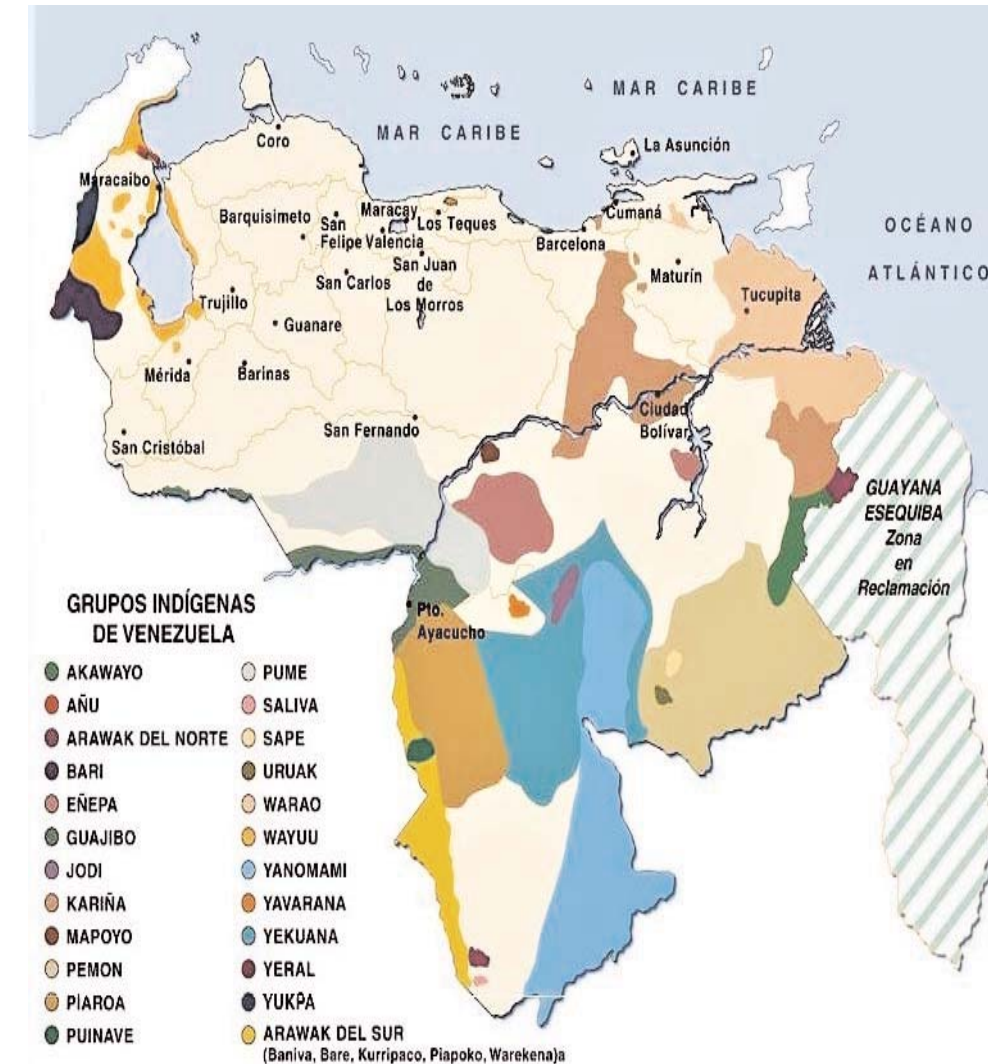 MAR CARIBE
MAR CARIBE
Coro
La Asunción
Maracaibo
Maracay
Los Teques
Cumaná
OCÉANO
ATLÁNTICO
Barquisimeto
San
Felipe
Valencia
Barcelona
San Juan
de
Los Morros
Maturín
San Carlos
Tucupita
Trujillo
Guanare
Mérida
Barinas
Ciudad
Bolívar
San Fernando
San Cristóbal
GUAYANA
ESEQUIBA
Zona
en
Reclamación
Pto.
Ayacucho
GRUPOS INDÍGENAS
DE VENEZUELA
AKAWAYO
AÑU
ARAWAK DEL NORTE
BARI
EÑEPA
GUAJIBO
JODI
KARIÑA
MAPOYO
PEMON
PIAROA
PUINAVE
PUME
SALIVA
SAPE
URUAK
WARAO
WAYUU
YANOMAMI
YAVARANA
YEKUANA
YERAL
YUKPA
ARAWAK DEL SUR
(Baniva, Bare, Kurripaco, Piapoko, Warekena)a